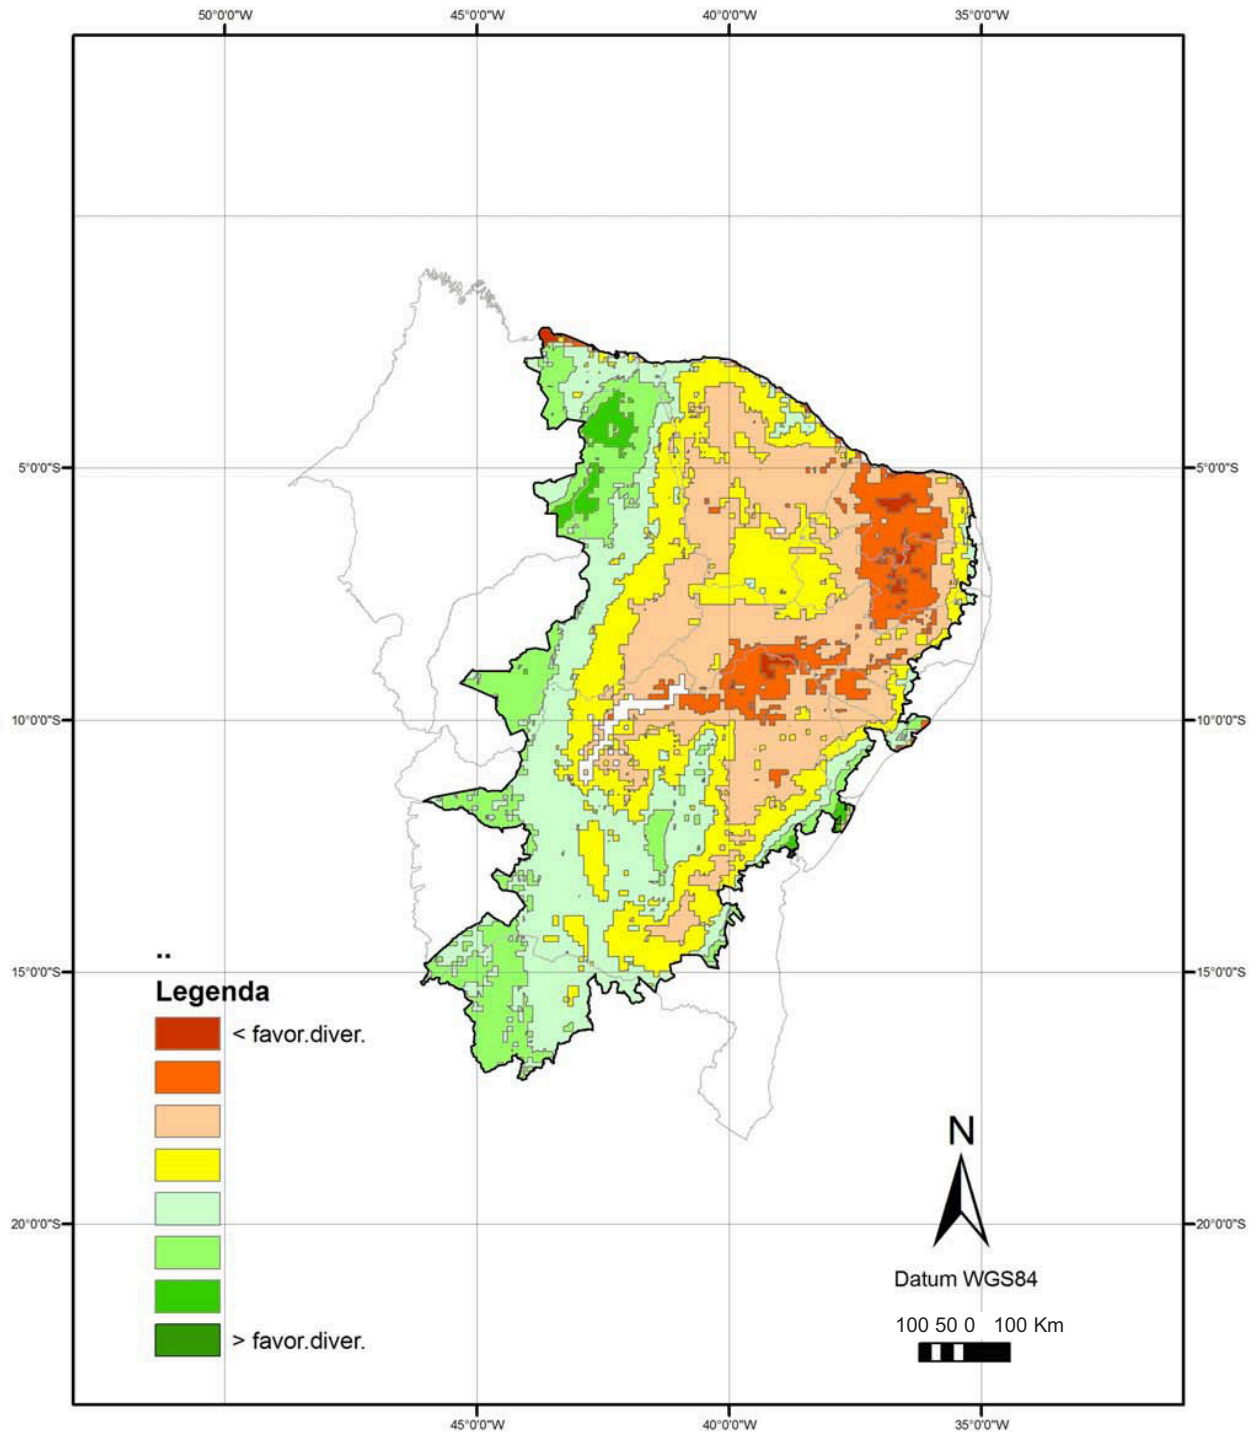 50°0'0"W 45°0'0"W 40°0'0"W 35°0'0"W
5°0'0"S 5°0'0"S
10°0'0"S 10°0'0"S
..
15°0'0"S 15°0'0"S
Legenda
< favor.diver.
N
20°0'0"S 20°0'0"S
Datum WGS84
100 50 0 100 Km
> favor.diver.
45°0'0"W 40°0'0"W 35°0'0"W